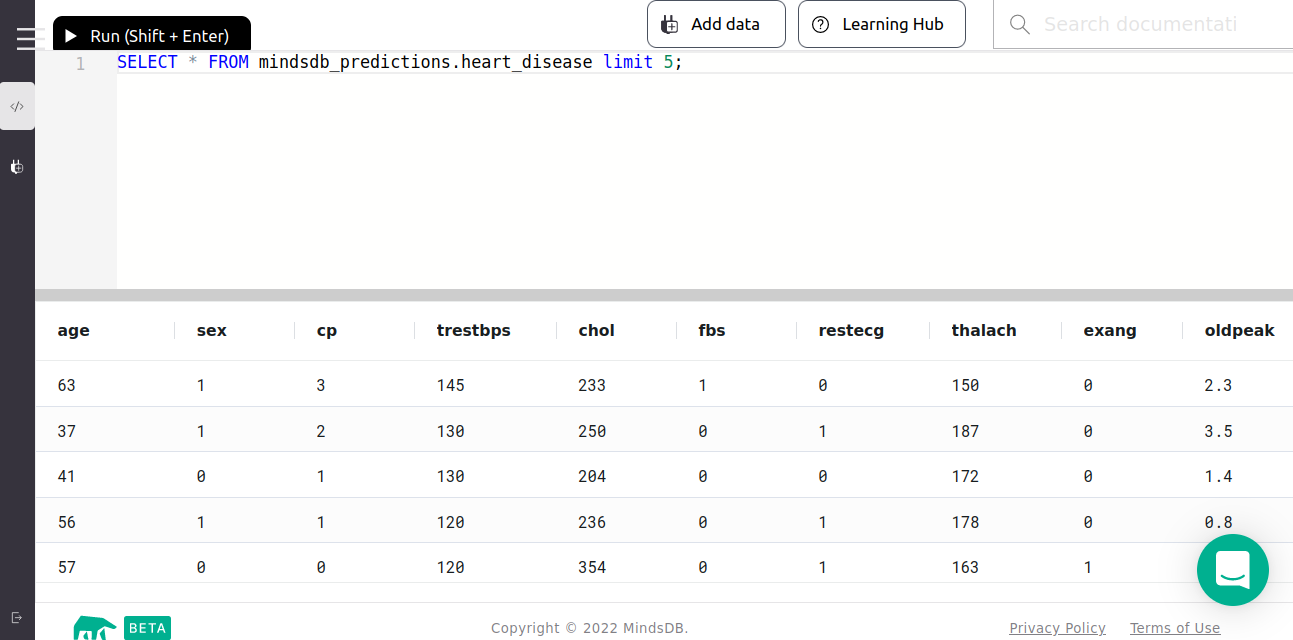 Run (Shift + Enter)
Add data
Learning Hub
Search documentati
1 SELECT * FROM mindsdb_predictions.heart_disease limit 5;
age sex cp trestbps chol fbs restecg thalach exang oldpeak
63 1 3 145 233 1 0 150 0 2.3
37 1 2 130 250 0 1 187 0 3.5
41 0 1 130 204 0 0 172 0 1.4
56 1 1 120 236 0 1 178 0 0.8
57 0 0 120 354 0 1 163 1
BETA
Copyright © 2022 MindsDB.
Privacy Policy Terms of Use